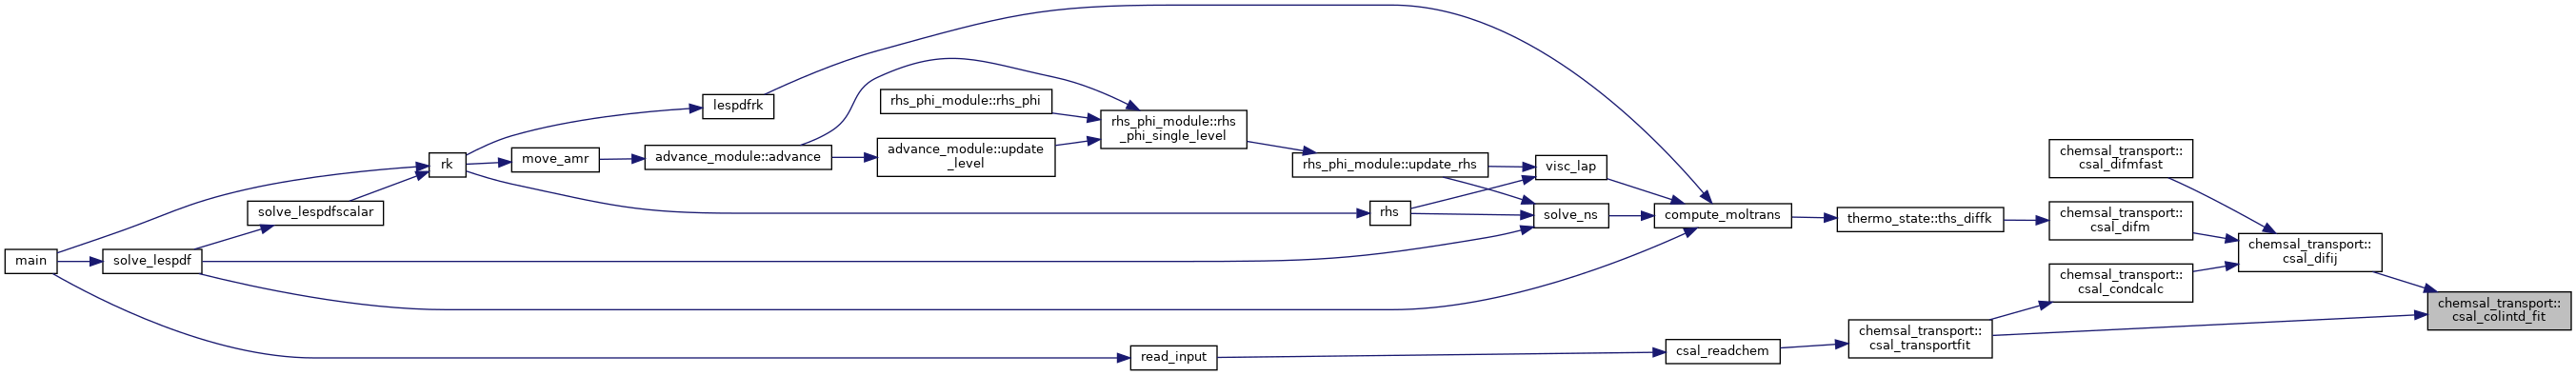 main
solve_lespdf
solve_lespdfscalar
rk
move_amr
lespdfrk
advance_module::advance
rhs_phi_module::rhs_phi
advance_module::update
_level
rhs_phi_module::rhs
_phi_single_level
rhs_phi_module::update_rhs
rhs
visc_lap
solve_ns
compute_moltrans
thermo_state::ths_diffk
chemsal_transport::
csal_difmfast
chemsal_transport::
csal_difm
chemsal_transport::
csal_condcalc
chemsal_transport::
csal_difij
chemsal_transport::
csal_colintd_fit
chemsal_transport::
csal_transportfit
csal_readchem
read_input